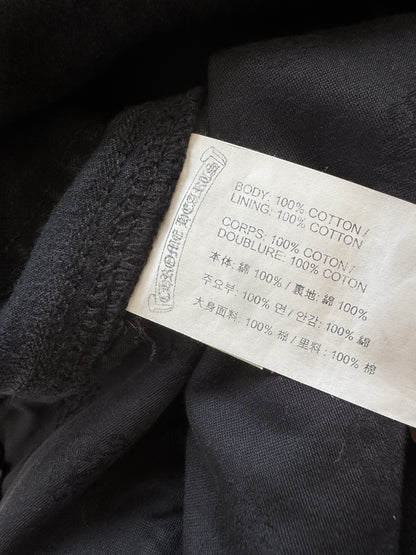 CHROME HEARTS
BODY: 100% COTTON /
LINING: 100% COTTON
CORPS: 100% COTON /
DOUBLURE: 100% COTON
本体: 綿 100% / 裏地: 綿 100%
주요부: 100% 면 / 안감: 100% 綿
大身面料: 100% 棉 / 里料: 100% 棉